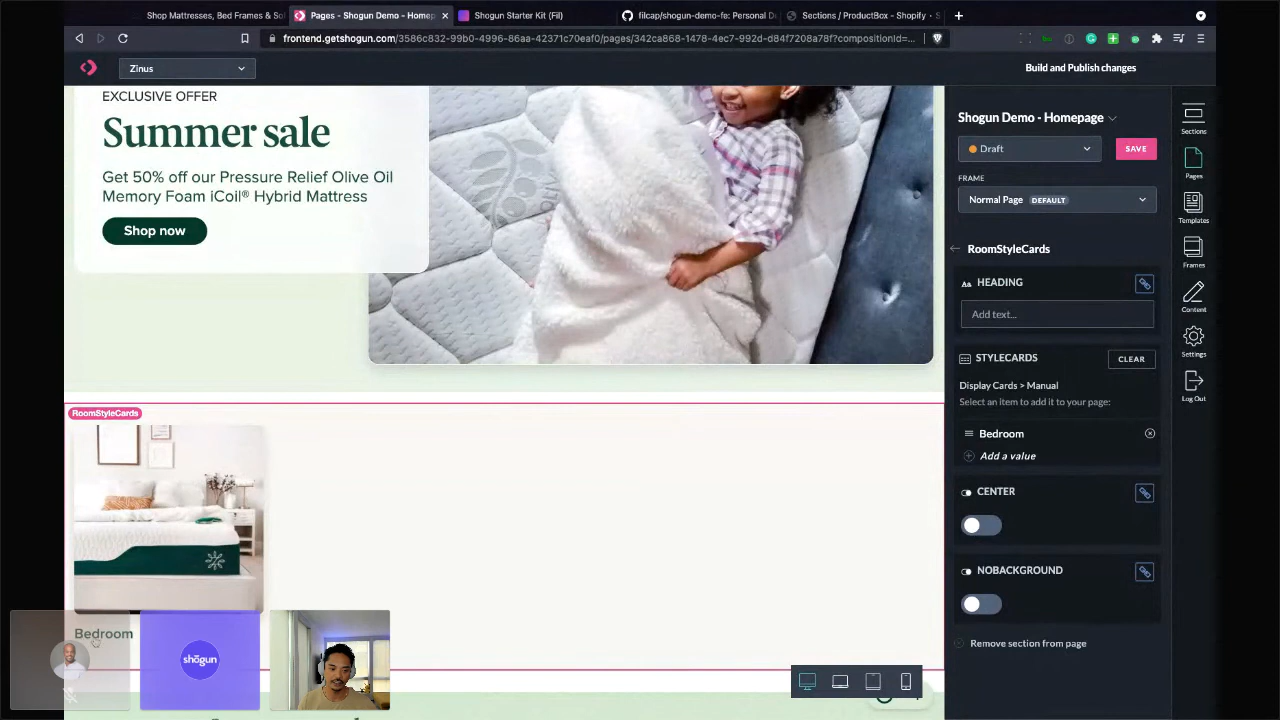 Shop Mattresses, Bed Frames & So
Pages - Shogun Demo - Homep
Shogun Starter Kit (Fil)
filcap/shogun-demo-fe: Personal D
Sections / ProductBox - Shopify - S
frontend.getshogun.com/3586c832-99b0-4996-86aa-42371c70eaf0/pages/342ca868-1478-4ec7-992d-d84f7208a78f?compositionId=...
Zinus
Build and Publish changes
EXCLUSIVE OFFER
Summer sale
Get 50% off our Pressure Relief Olive Oil
Memory Foam iCoil® Hybrid Mattress
Shop now
RoomStyleCards
Bedroom
shōgun
Shogun Demo - Homepage
Draft
SAVE
FRAME
Normal Page DEFAULT
RoomStyleCards
Aa HEADING
Add text...
STYLECARDS
CLEAR
Display Cards > Manual
Select an item to add it to your page:
Bedroom
Add a value
CENTER
NOBACKGROUND
Remove section from page
Sections
Pages
Templates
Frames
Content
Settings
Log Out